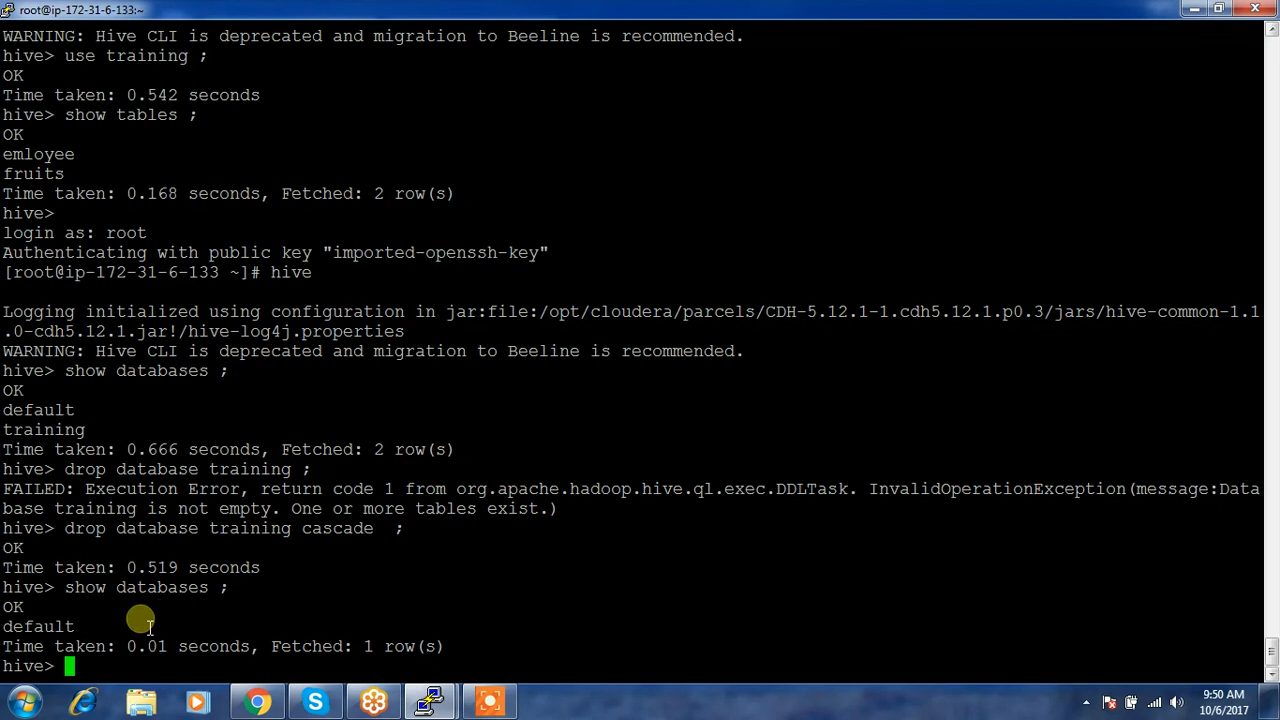 root@ip-172-31-6-133:~
WARNING: Hive CLI is deprecated and migration to Beeline is recommended.
hive> use training ;
OK
Time taken: 0.542 seconds
hive> show tables ;
OK
emloyee
fruits
Time taken: 0.168 seconds, Fetched: 2 row(s)
hive>
login as: root
Authenticating with public key "imported-openssh-key"
[root@ip-172-31-6-133 ~]# hive
Logging initialized using configuration in jar:file:/opt/cloudera/parcels/CDH-5.12.1-1.cdh5.12.1.p0.3/jars/hive-common-1.1
.0-cdh5.12.1.jar!/hive-log4j.properties
WARNING: Hive CLI is deprecated and migration to Beeline is recommended.
hive> show databases ;
OK
default
training
Time taken: 0.666 seconds, Fetched: 2 row(s)
hive> drop database training ;
FAILED: Execution Error, return code 1 from org.apache.hadoop.hive.ql.exec.DDLTask. InvalidOperationException(message:Data
base training is not empty. One or more tables exist.)
hive> drop database training cascade  ;
OK
Time taken: 0.519 seconds
hive> show databases ;
OK
default
Time taken: 0.01 seconds, Fetched: 1 row(s)
hive>
9:50 AM
10/6/2017